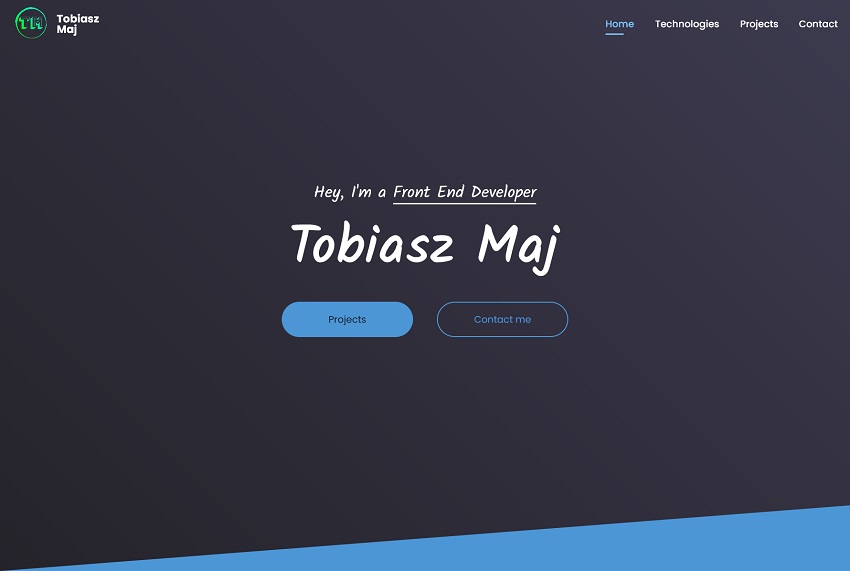 TM
Tobiasz
Maj
Home Technologies Projects Contact
Hey, I'm a Front End Developer
Tobiasz Maj
Projects Contact me